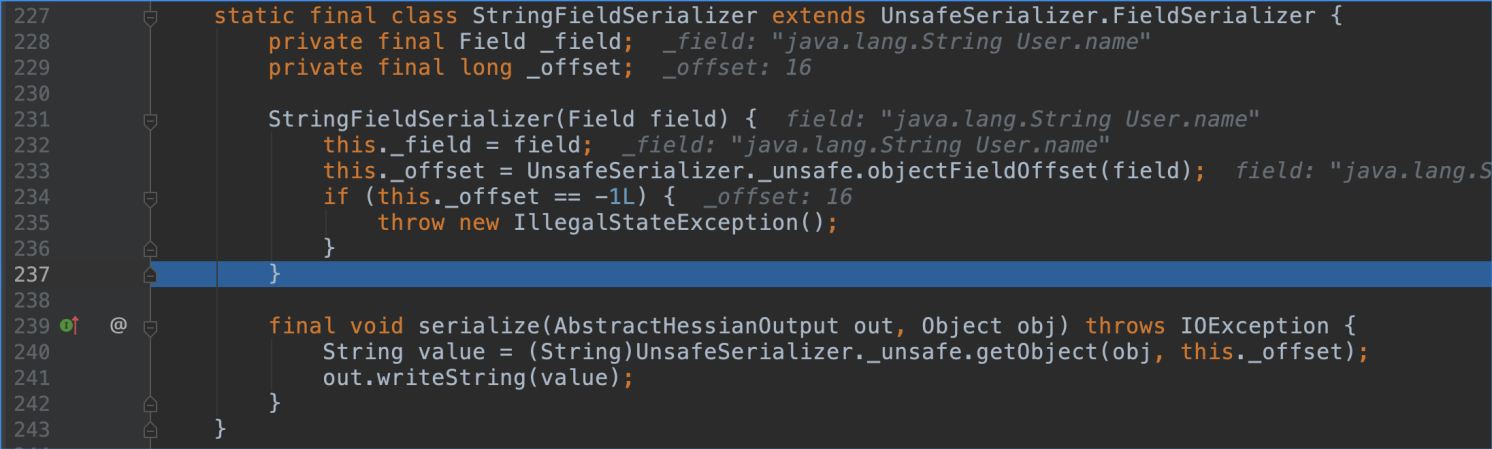 227 static final class StringFieldSerializer extends UnsafeSerializer.FieldSerializer {
228 private final Field _field; _field: "java.lang.String User.name"
229 private final long _offset; _offset: 16
230
231 StringFieldSerializer(Field field) { field: "java.lang.String User.name"
232 this._field = field; _field: "java.lang.String User.name"
233 this._offset = UnsafeSerializer._unsafe.objectFieldOffset(field); field: "java.lang.S
234 if (this._offset == -1L) { _offset: 16
235 throw new IllegalStateException();
236 }
237 }
238
239 @ final void serialize(AbstractHessianOutput out, Object obj) throws IOException {
240 String value = (String)UnsafeSerializer._unsafe.getObject(obj, this._offset);
241 out.writeString(value);
242 }
243 }